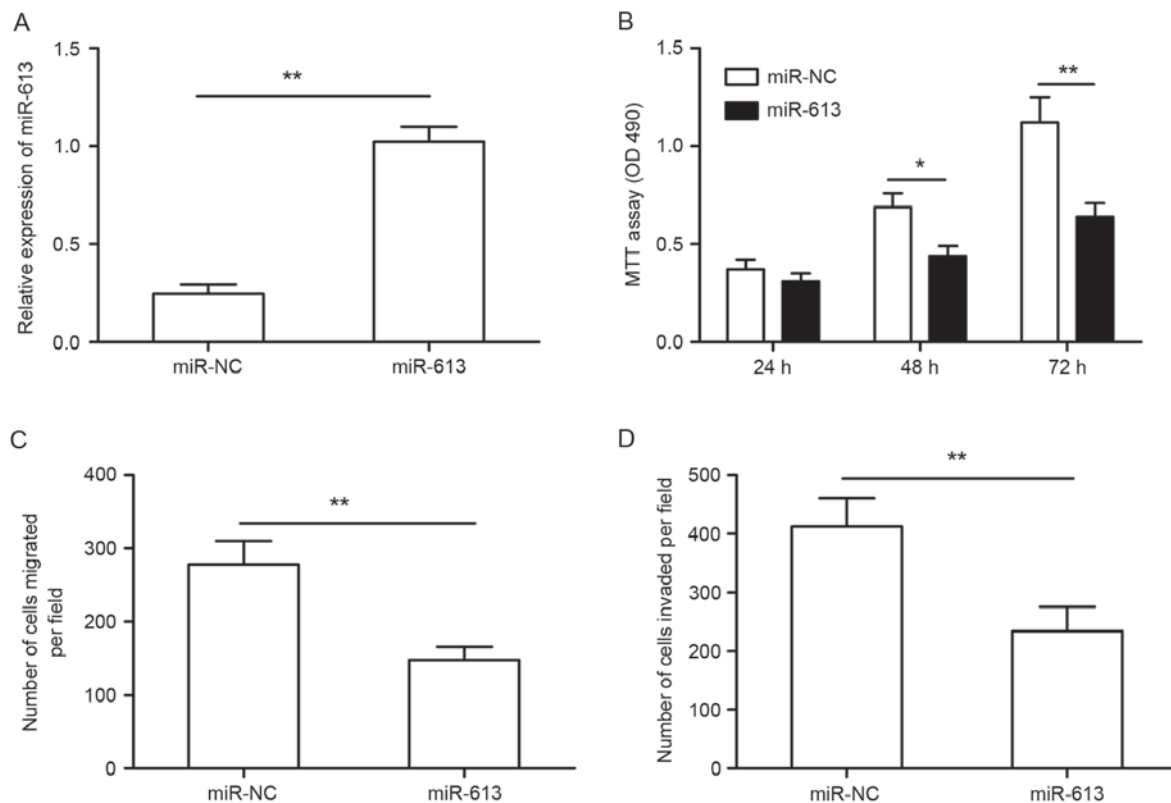 A
Relative expression of miR-613
1.5
1.0
0.5
0.0
**
miR-NC
miR-613
B
MTT assay (OD 490)
1.5
1.0
0.5
0.0
miR-NC
miR-613
*
**
24 h
48 h
72 h
C
Number of cells migrated
per field
400
300
200
100
0
**
miR-NC
miR-613
D
Number of cells invaded per field
500
400
300
200
100
0
**
miR-NC
miR-613